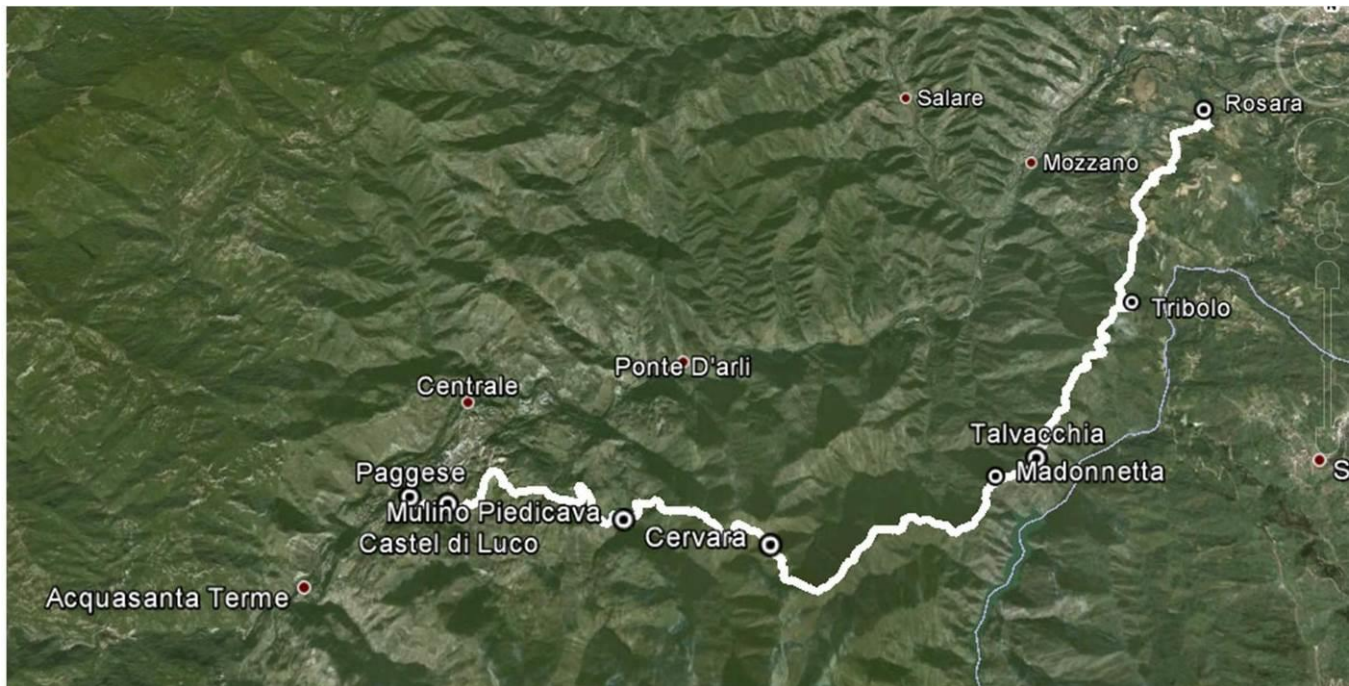 N
Salare
Rosara
Mozzano
Tribolo
Ponte D'arli
Centrale
Talvacchia
Paggese
Madonnetta
Mulino Piedicava
Cervara
Castel di Luco
Acquasanta Terme
S